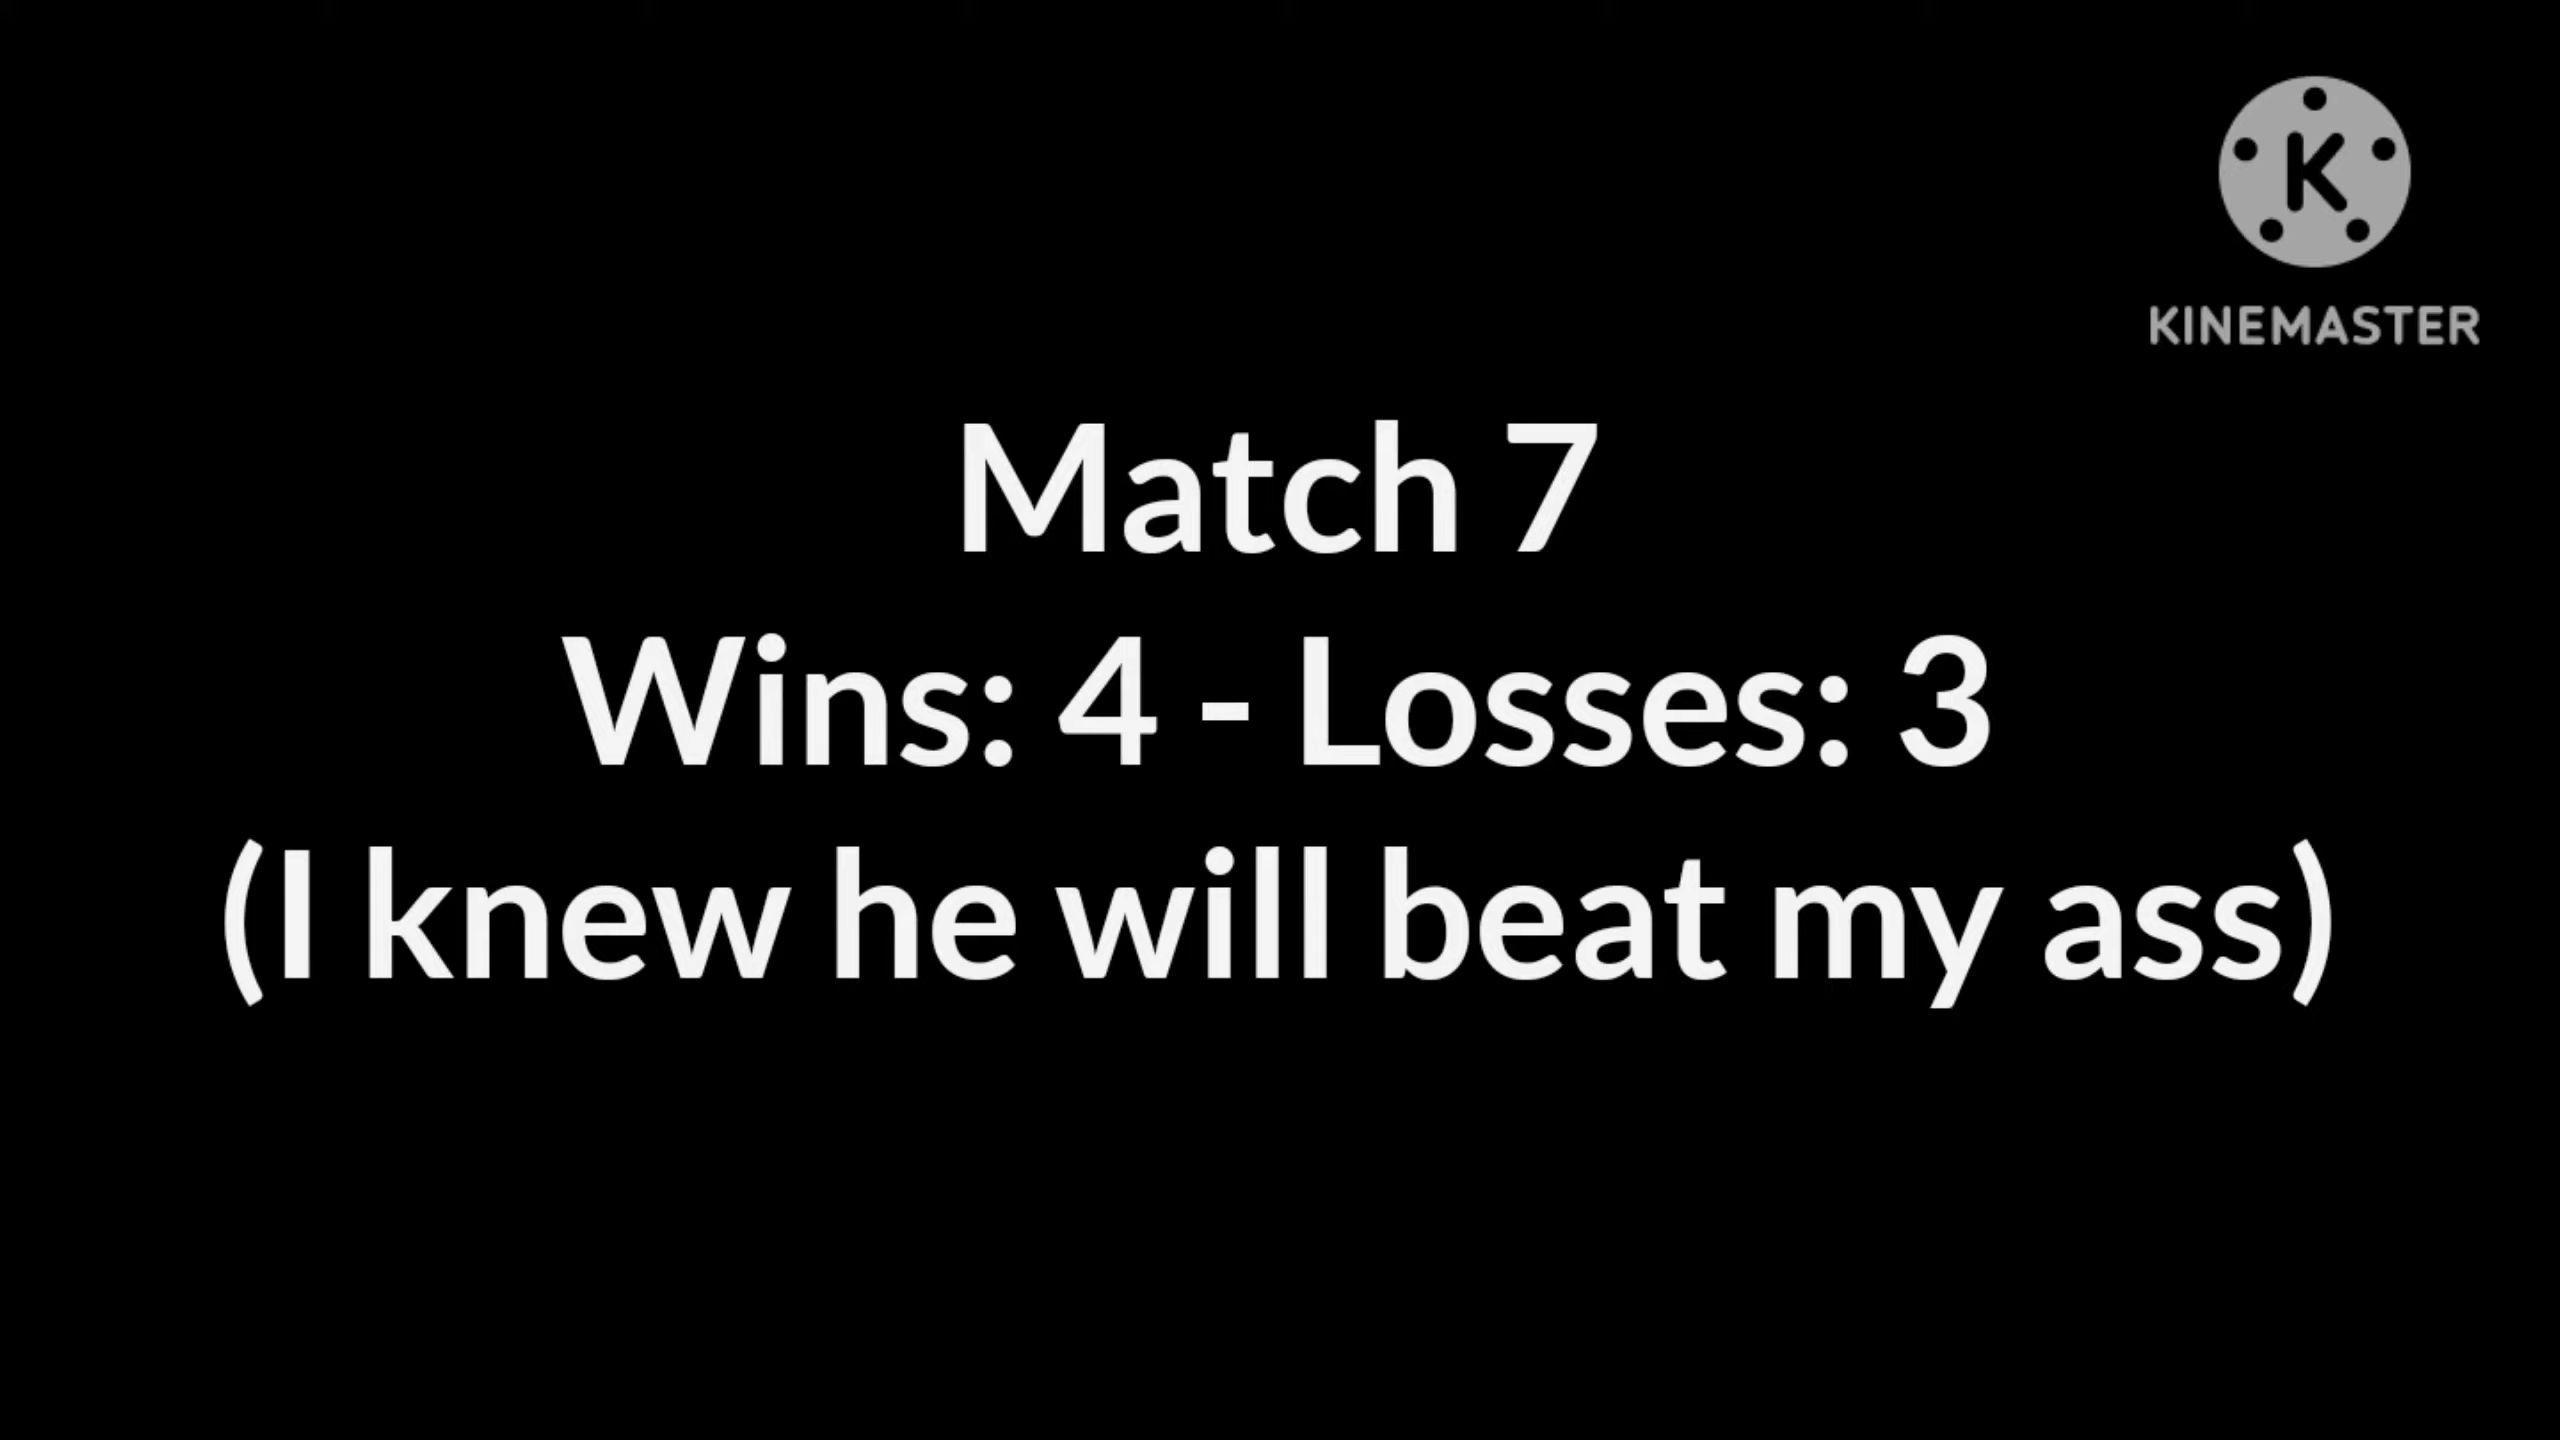 K
KINEMASTER
Match 7
Wins: 4 - Losses: 3
(I knew he will beat my ass)